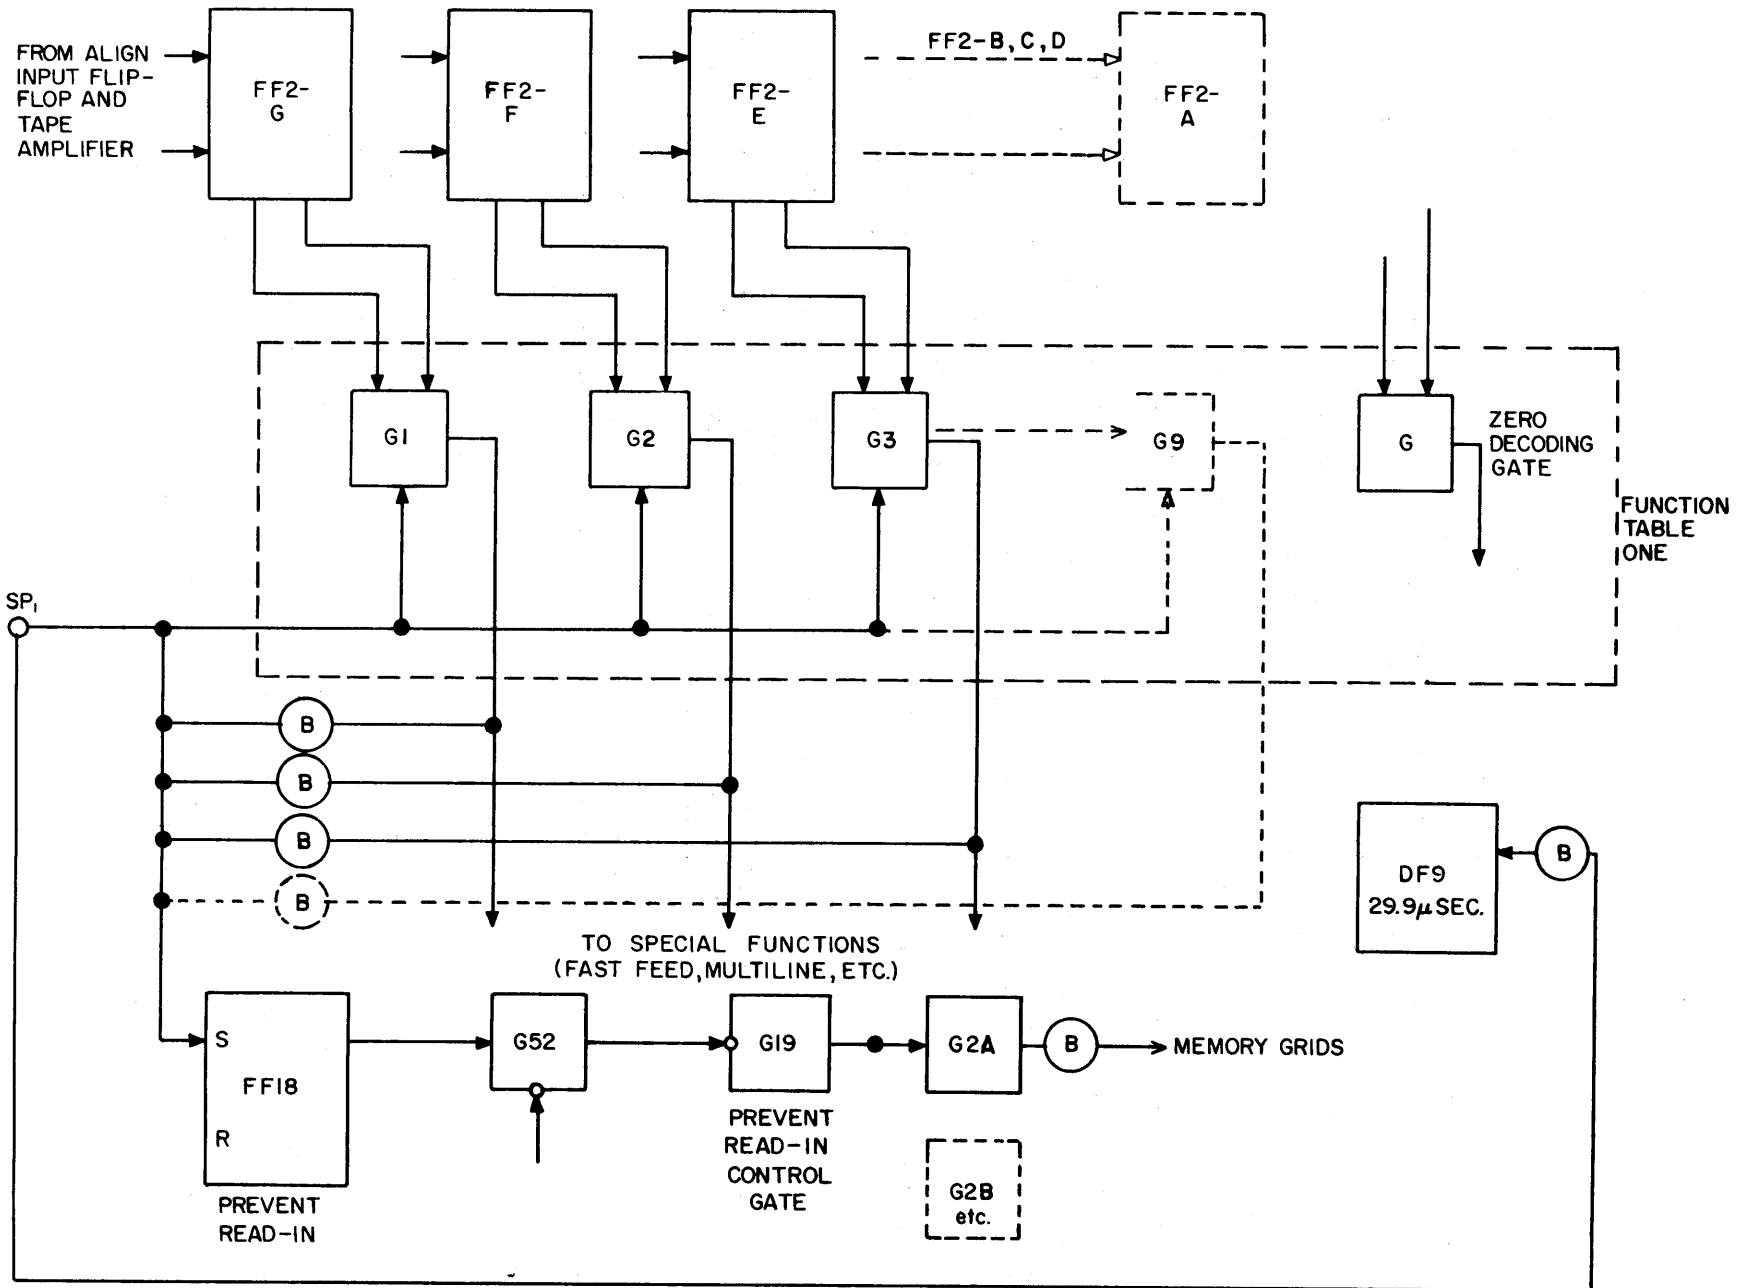 FROM ALIGN
INPUT FLIP-
FLOP AND
TAPE
AMPLIFIER
FF2-
G
FF2-
F
FF2-
E
FF2-B, C, D
FF2-
A
G1
G2
G3
G9
G
ZERO
DECODING
GATE
FUNCTION
TABLE
ONE
SP₁
B
B
B
B
TO SPECIAL FUNCTIONS
(FAST FEED, MULTILINE, ETC.)
DF9
29.9μ SEC.
B
S
FF18
R
PREVENT
READ-IN
G52
G19
PREVENT
READ-IN
CONTROL
GATE
G2A
B
MEMORY GRIDS
G2B
etc.